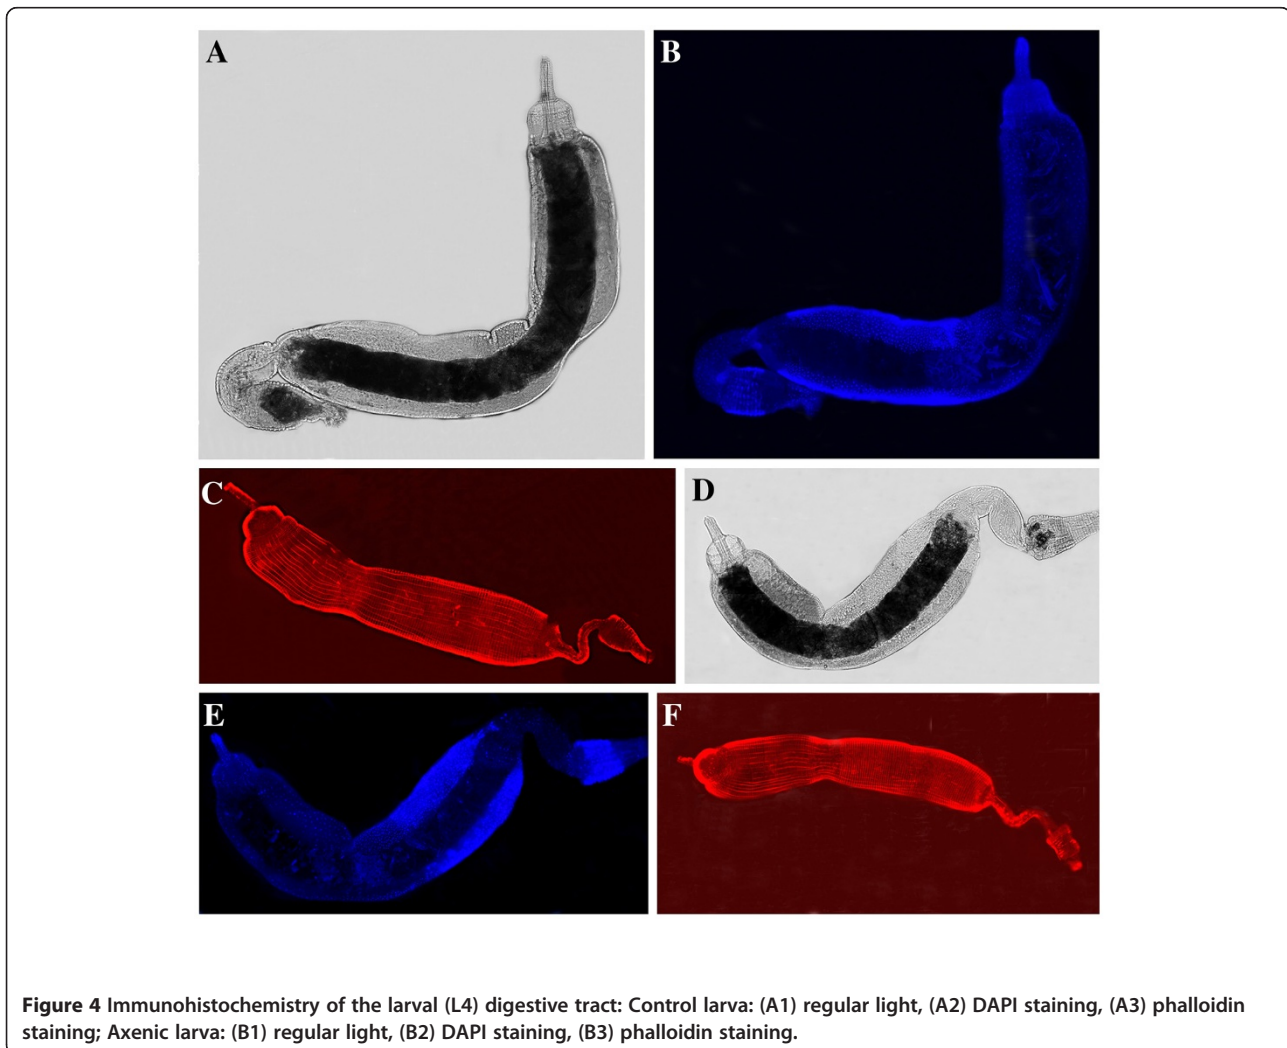 A
B
C
D
E
F
Figure 4 Immunohistochemistry of the larval (L4) digestive tract: Control larva: (A1) regular light, (A2) DAPI staining, (A3) phalloidin
staining; Axenic larva: (B1) regular light, (B2) DAPI staining, (B3) phalloidin staining.